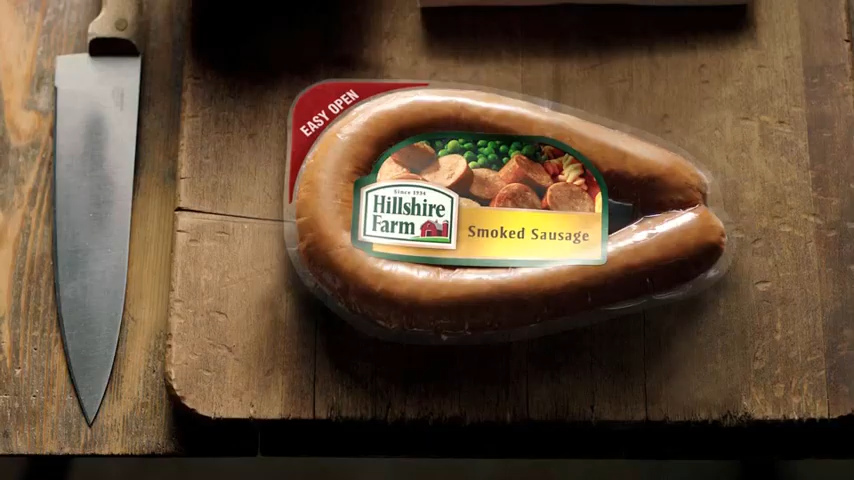 EASY OPEN
Since 1934
Hillshire
Farm
Smoked Sausage